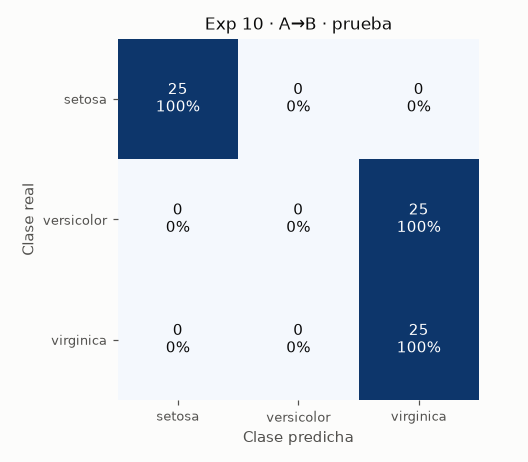 Exp 10 · A→B · prueba
setosa
25
100%
0
0%
0
0%
versicolor
0
0%
0
0%
25
100%
virginica
0
0%
0
0%
25
100%
setosa
versicolor
virginica
Clase predicha
Clase real